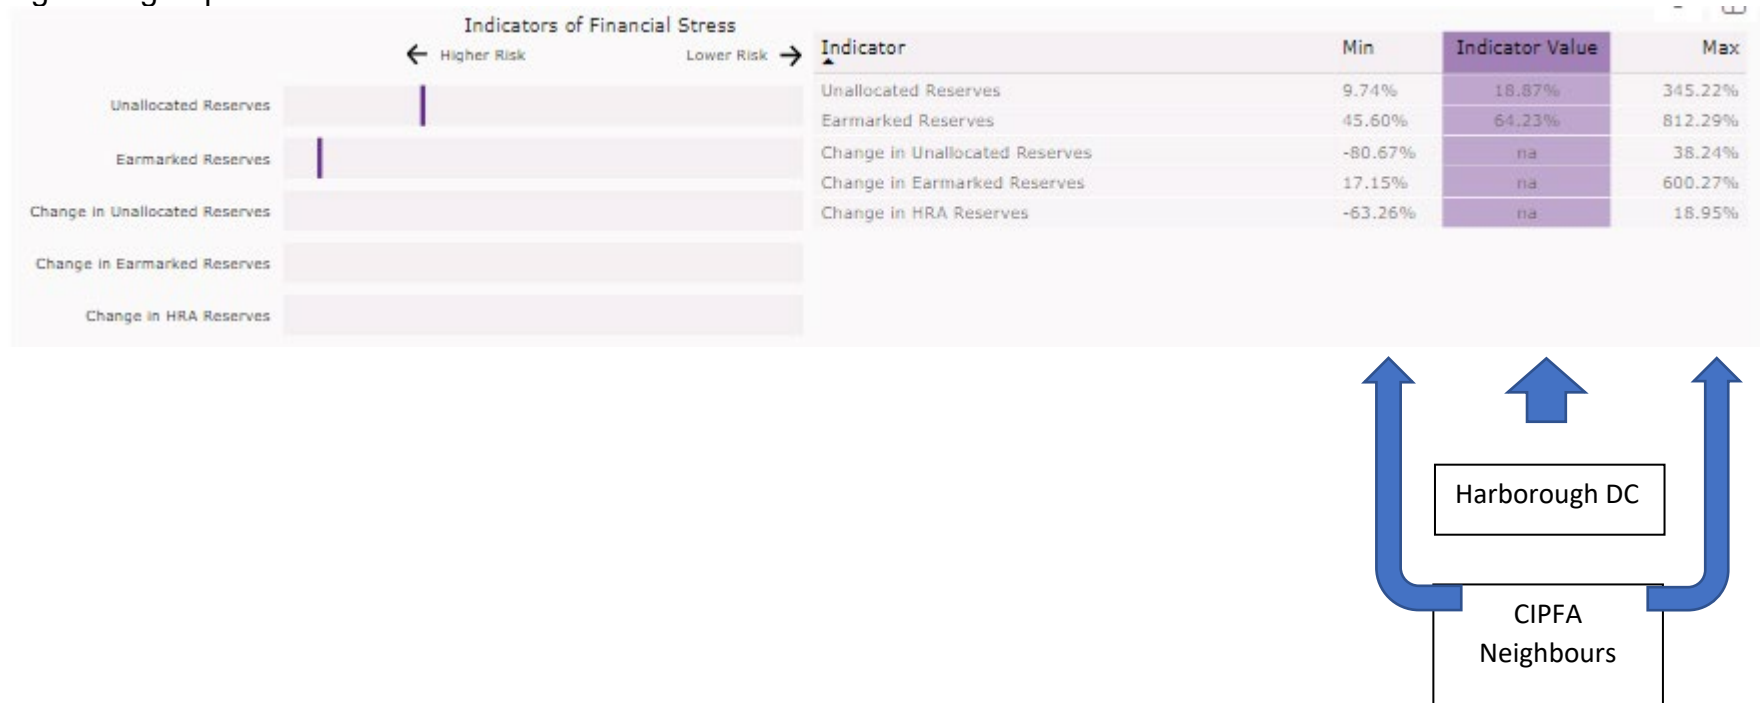 Indicators of Financial Stress
← Higher Risk Lower Risk →
Unallocated Reserves
Earmarked Reserves
Change in Unallocated Reserves
Change in Earmarked Reserves
Change in HRA Reserves
Indicator Min Indicator Value Max
Unallocated Reserves 9.74% 18.87% 345.22%
Earmarked Reserves 45.60% 64.23% 812.29%
Change in Unallocated Reserves -80.67% na 38.24%
Change in Earmarked Reserves 17.15% na 600.27%
Change in HRA Reserves -63.26% na 18.95%
Harborough DC
CIPFA
Neighbours